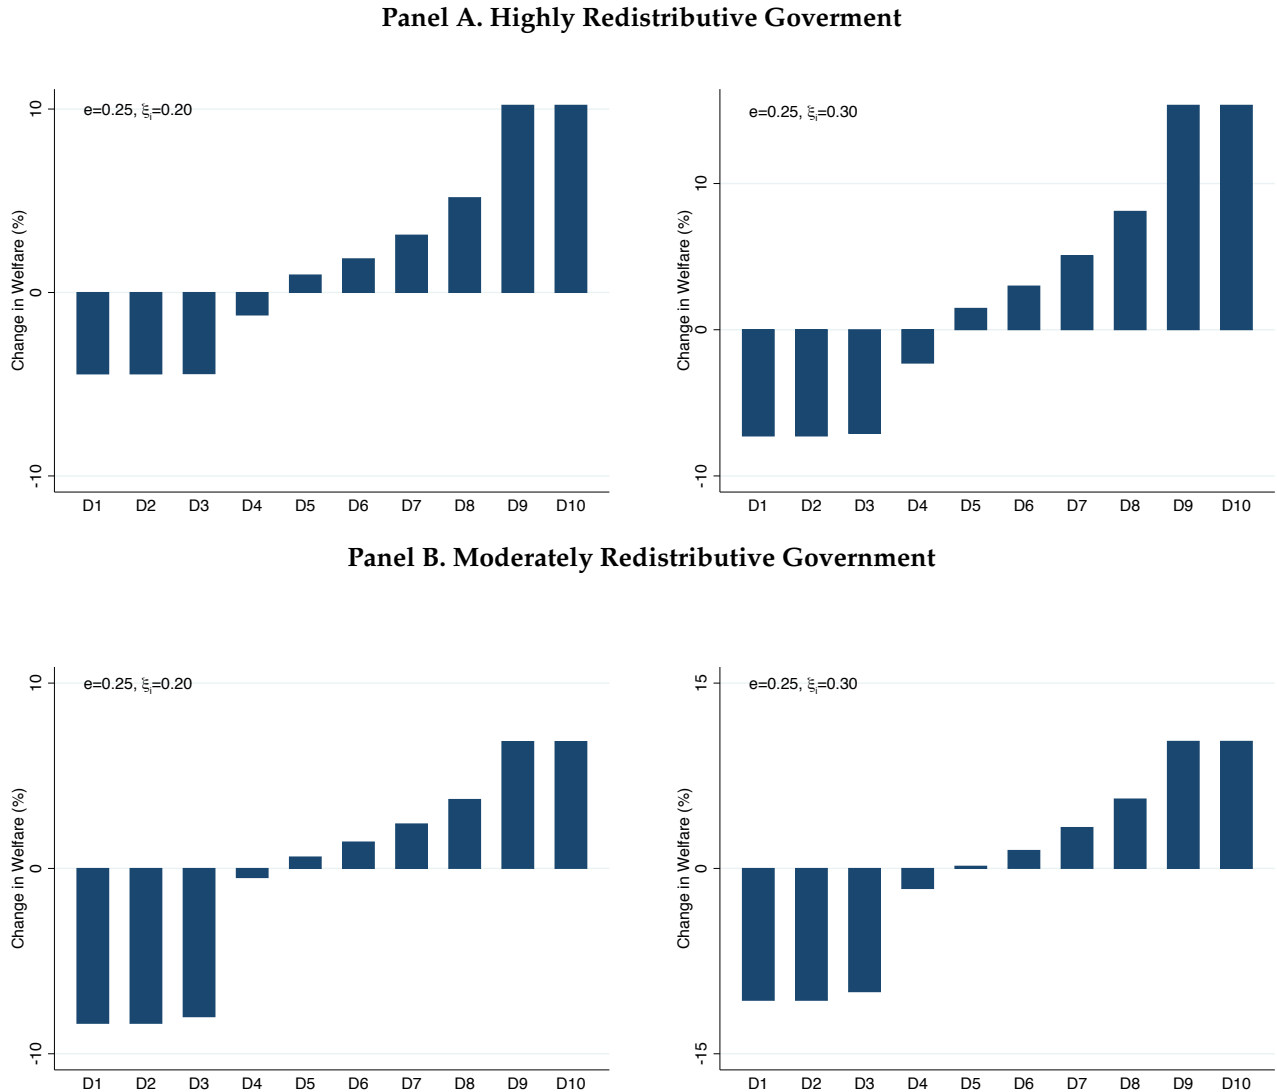 Panel A. Highly Redistributive Goverment
e=0.25, ξi=0.20
Change in Welfare (%)
10
0
-10
D1 D2 D3 D4 D5 D6 D7 D8 D9 D10
e=0.25, ξi=0.30
Change in Welfare (%)
10
0
-10
D1 D2 D3 D4 D5 D6 D7 D8 D9 D10
Panel B. Moderately Redistributive Government
e=0.25, ξi=0.20
Change in Welfare (%)
10
0
-10
D1 D2 D3 D4 D5 D6 D7 D8 D9 D10
e=0.25, ξi=0.30
Change in Welfare (%)
15
0
-15
D1 D2 D3 D4 D5 D6 D7 D8 D9 D10